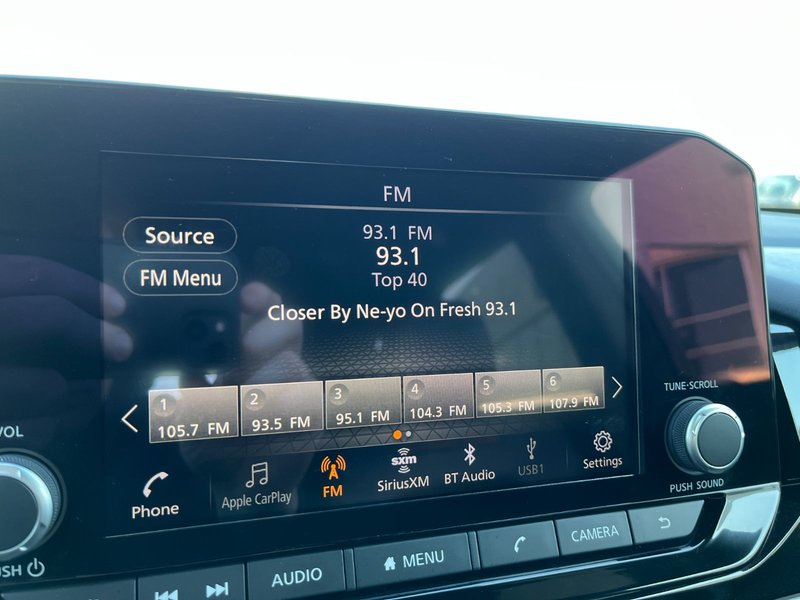 FM
Source
FM Menu
93.1 FM
93.1
Top 40
Closer By Ne-yo On Fresh 93.1
1 2 3 4 5 6
105.7 FM 93.5 FM 95.1 FM 104.3 FM 105.3 FM 107.9 FM
Phone
Apple CarPlay
FM
sxm
SiriusXM
BT Audio
USB1
Settings
VOL
TUNE·SCROLL
PUSH SOUND
AUDIO
MENU
CAMERA